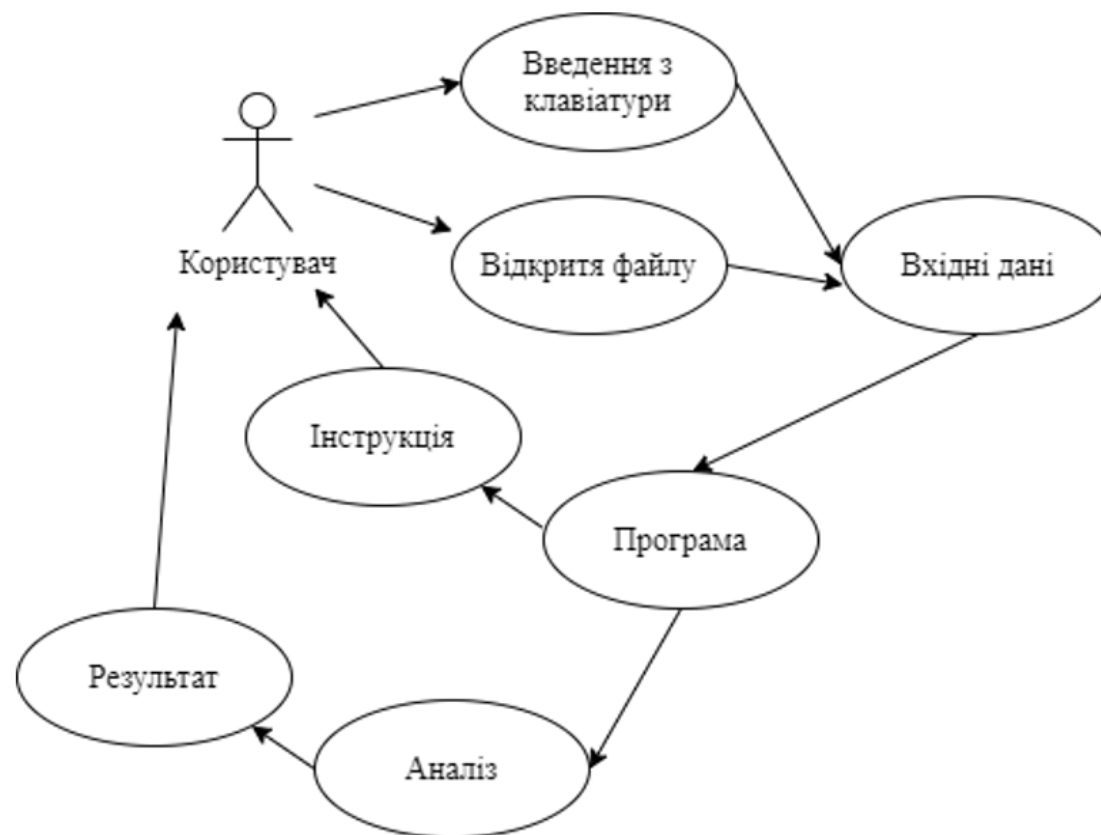 Введення з
клавіатури
Користувач
Відкритя файлу
Вхідні дані
Інструкція
Програма
Результат
Аналіз